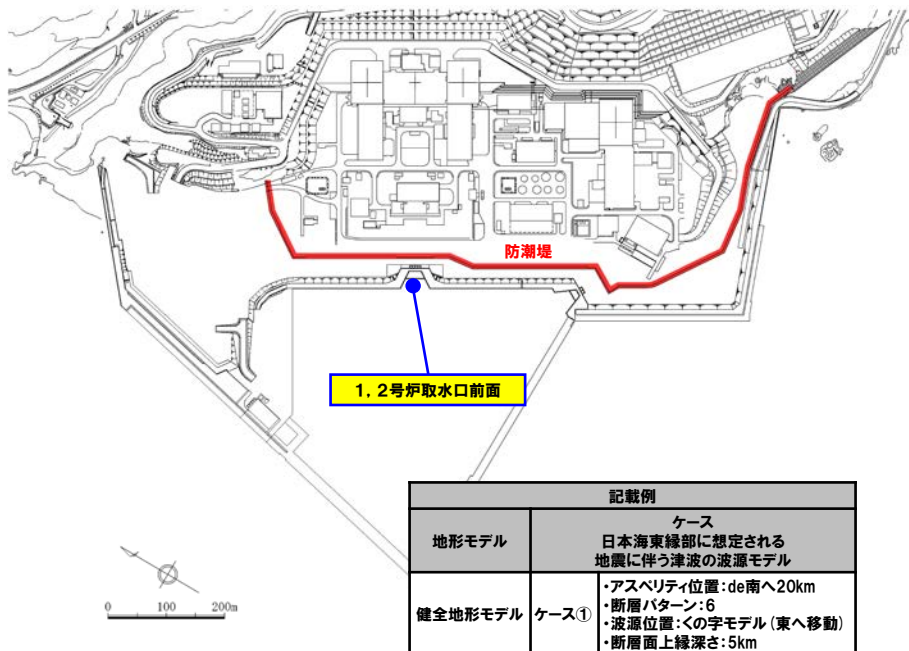 防潮堤
1，2号炉取水口前面
記載例
地形モデル
ケース
日本海東縁部に想定される
地震に伴う津波の波源モデル
健全地形モデル
ケース①
・アスペリティ位置：de南へ20km
・断層パターン：6
・波源位置：くの字モデル（東へ移動）
・断層面上縁深さ：5km
0 100 200m